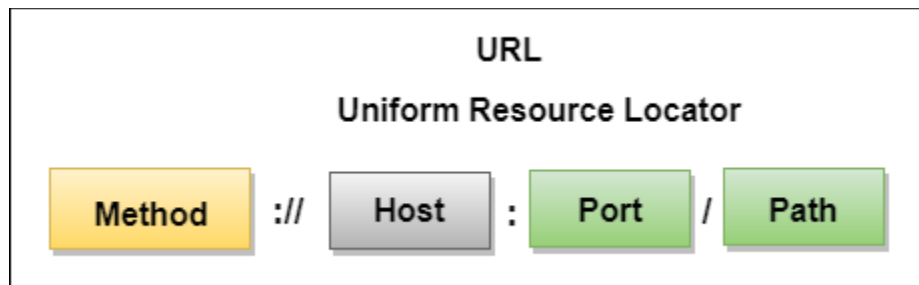 URL
Uniform Resource Locator
Method :// Host : Port / Path